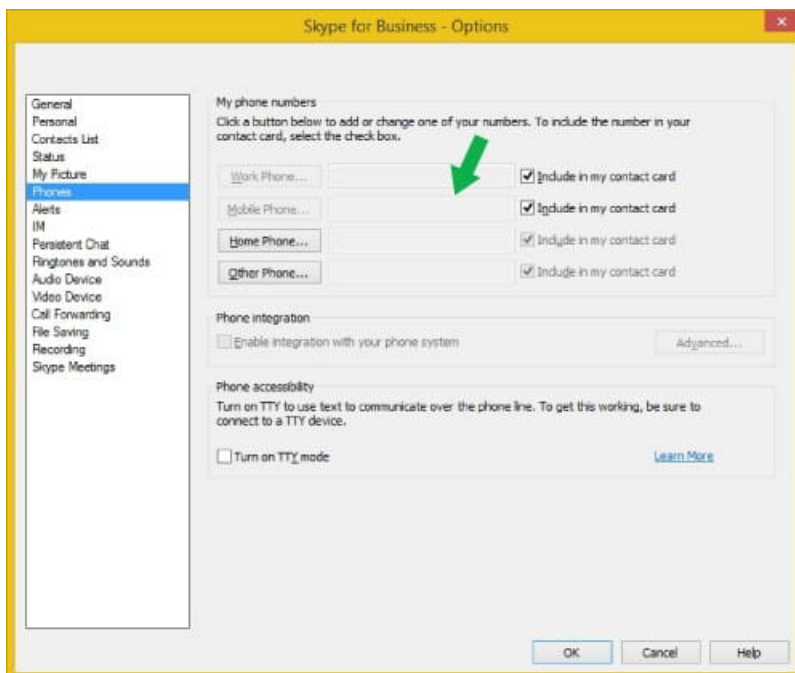 Skype for Business - Options
General
Personal
Contacts List
Status
My Picture
Phones
Alerts
IM
Persistent Chat
Ringtones and Sounds
Audio Device
Video Device
Call Forwarding
File Saving
Recording
Skype Meetings
My phone numbers
Click a button below to add or change one of your numbers. To include the number in your
contact card, select the check box.
Work Phone... Include in my contact card
Mobile Phone... Include in my contact card
Home Phone... Include in my contact card
Other Phone... Include in my contact card
Phone integration
Enable integration with your phone system Advanced...
Phone accessibility
Turn on TTY to use text to communicate over the phone line. To get this working, be sure to
connect to a TTY device.
Turn on TTY mode Learn More
OK Cancel Help